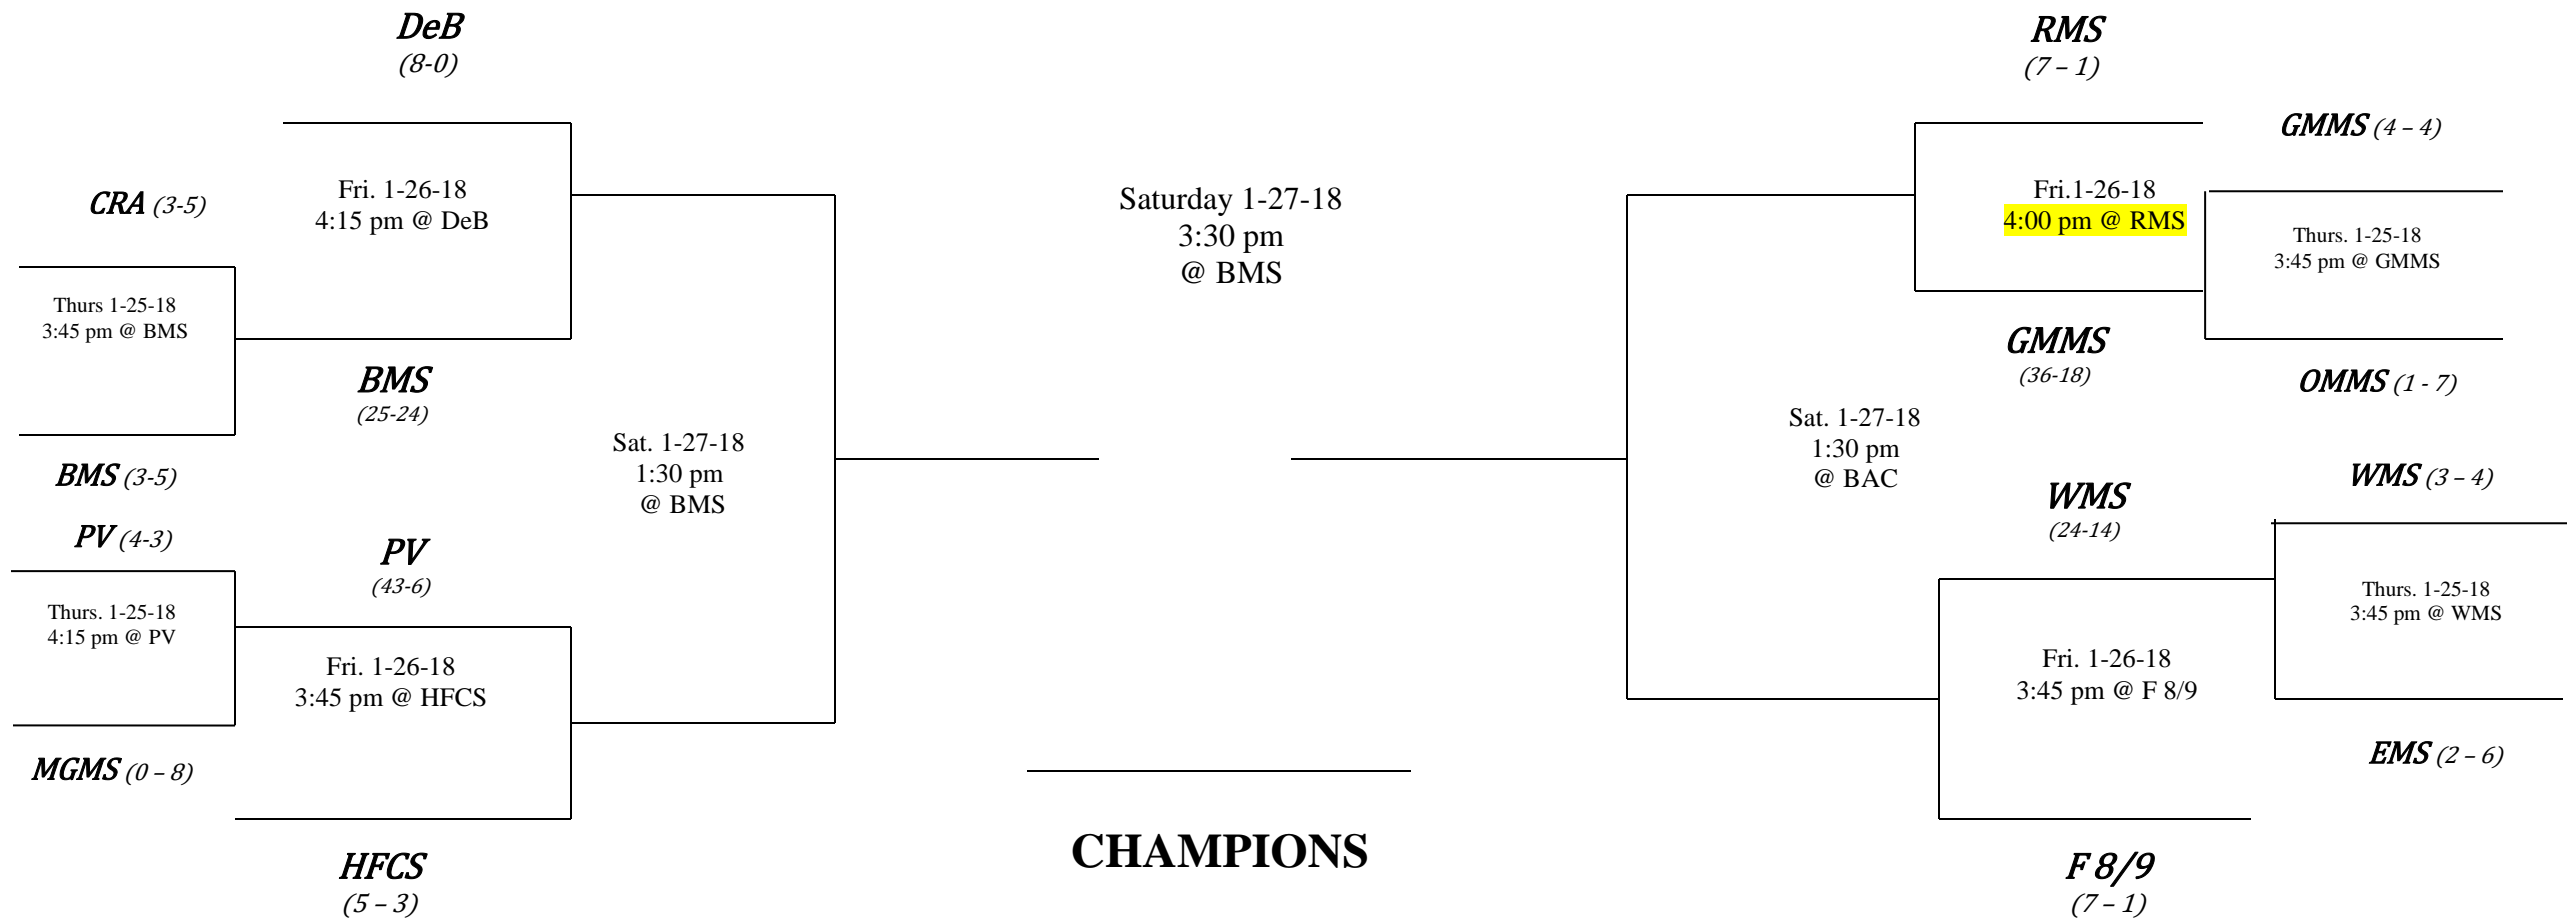 DeB
(8-0)
CRA (3-5)
Fri. 1-26-18
4:15 pm @ DeB
Thurs 1-25-18
3:45 pm @ BMS
BMS
(25-24)
BMS (3-5)
PV (4-3)
PV
(43-6)
Thurs. 1-25-18
4:15 pm @ PV
Fri. 1-26-18
3:45 pm @ HFCS
MGMS (0 – 8)
HFCS
(5 – 3)
Sat. 1-27-18
1:30 pm
@ BMS
Saturday 1-27-18
3:30 pm
@ BMS
CHAMPIONS
RMS
(7 – 1)
GMMS (4 – 4)
Fri.1-26-18
4:00 pm @ RMS
Thurs. 1-25-18
3:45 pm @ GMMS
GMMS
(36-18)
OMMS (1 - 7)
Sat. 1-27-18
1:30 pm
@ BAC
WMS (3 – 4)
WMS
(24-14)
Thurs. 1-25-18
3:45 pm @ WMS
Fri. 1-26-18
3:45 pm @ F 8/9
EMS (2 – 6)
F 8/9
(7 – 1)